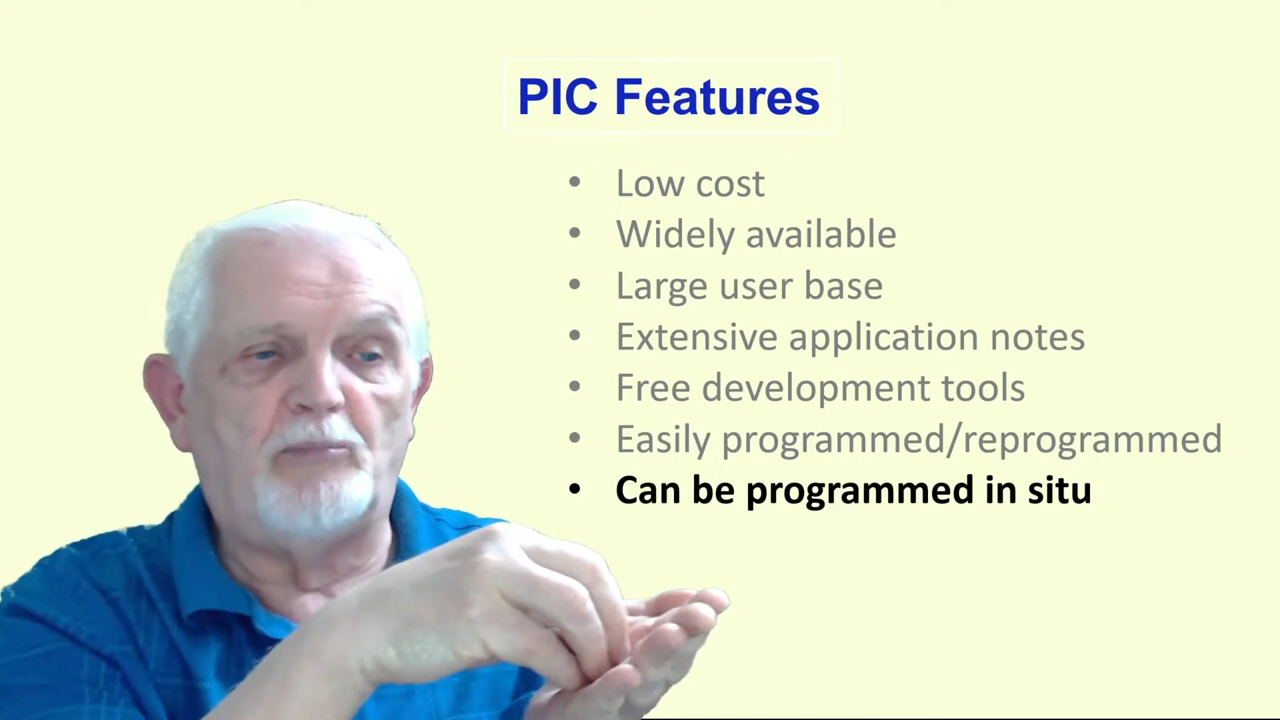 PIC Features
• Low cost
• Widely available
• Large user base
• Extensive application notes
• Free development tools
• Easily programmed/reprogrammed
• Can be programmed in situ